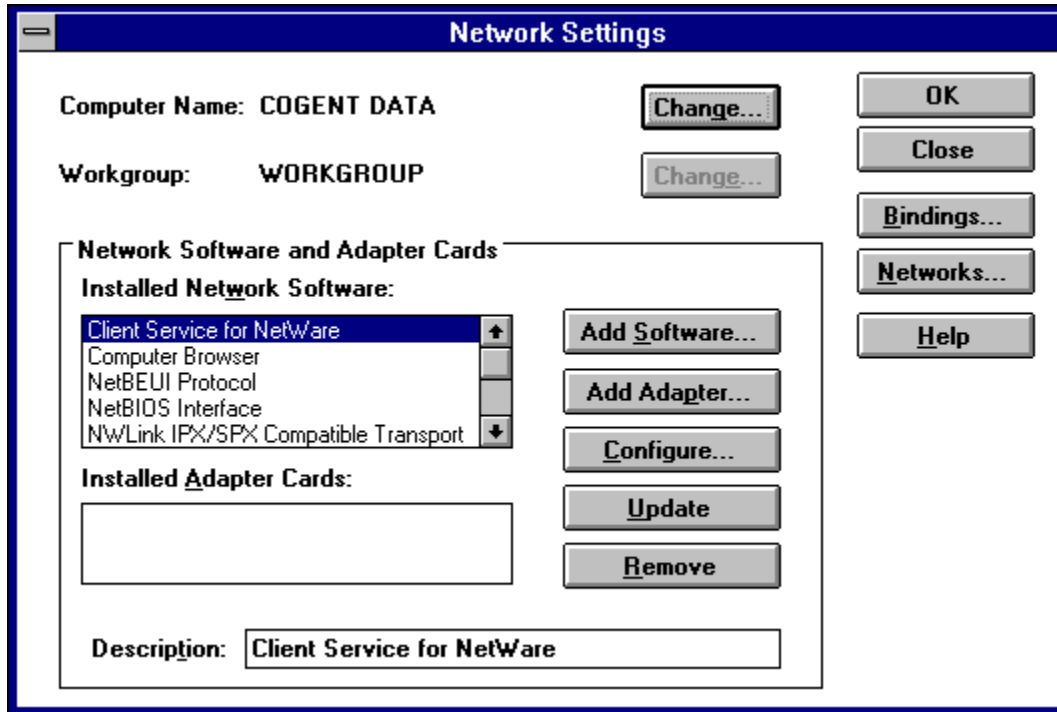 Network Settings
Computer Name: COGENT DATA
Change...
OK
Close
Workgroup: WORKGROUP
Change...
Bindings...
Networks...
Help
Network Software and Adapter Cards
Installed Network Software:
Client Service for NetWare
Computer Browser
NetBEUI Protocol
NetBIOS Interface
NWLink IPX/SPX Compatible Transport
Add Software...
Add Adapter...
Configure...
Update
Remove
Installed Adapter Cards:
Description: Client Service for NetWare